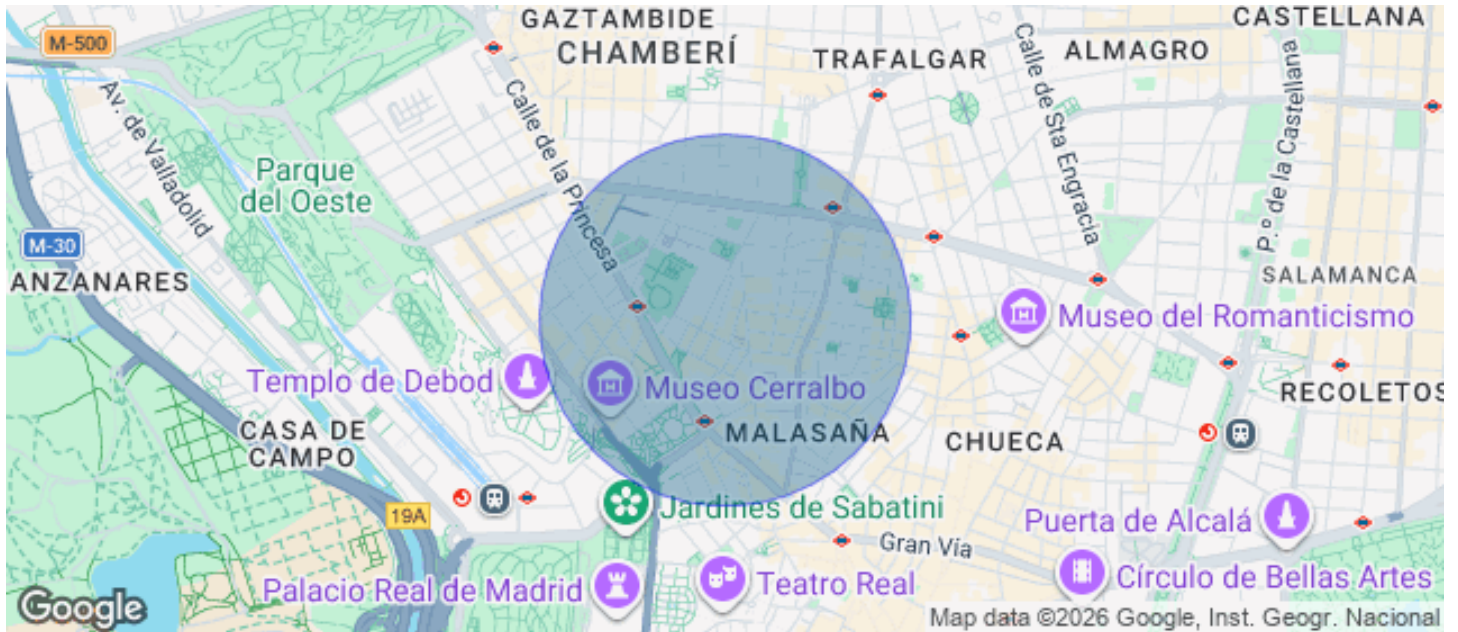 GAZTAMBIDE
CASTELLANA
M-500
CHAMBERÍ
TRAFALGAR
ALMAGRO
Calle de Sta Engracia
P.º de la Castellana
Av. de Valladolid
Calle de la Princesa
Parque
del Oeste
M-30
ANZANARES
SALAMANCA
Museo del Romanticismo
Templo de Debod
Museo Cerralbo
RECOLETOS
CASA DE
CAMPO
MALASAÑA
CHUECA
19A
Jardines de Sabatini
Puerta de Alcalá
Gran Vía
Palacio Real de Madrid
Teatro Real
Círculo de Bellas Artes
Google
Map data ©2026 Google, Inst. Geogr. Nacional